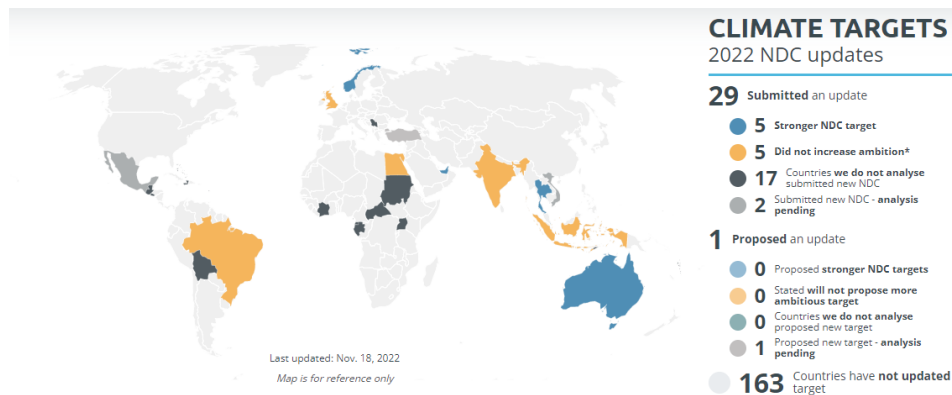 CLIMATE TARGETS
2022 NDC updates
29 Submitted an update
5 Stronger NDC target
5 Did not increase ambition*
17 Countries we do not analyse
submitted new NDC
2 Submitted new NDC - analysis
pending
1 Proposed an update
0 Proposed stronger NDC targets
0 Stated will not propose more
ambitious target
0 Countries we do not analyse
proposed new target
1 Proposed new target - analysis
pending
163 Countries have not updated
target
Last updated: Nov. 18, 2022
Map is for reference only